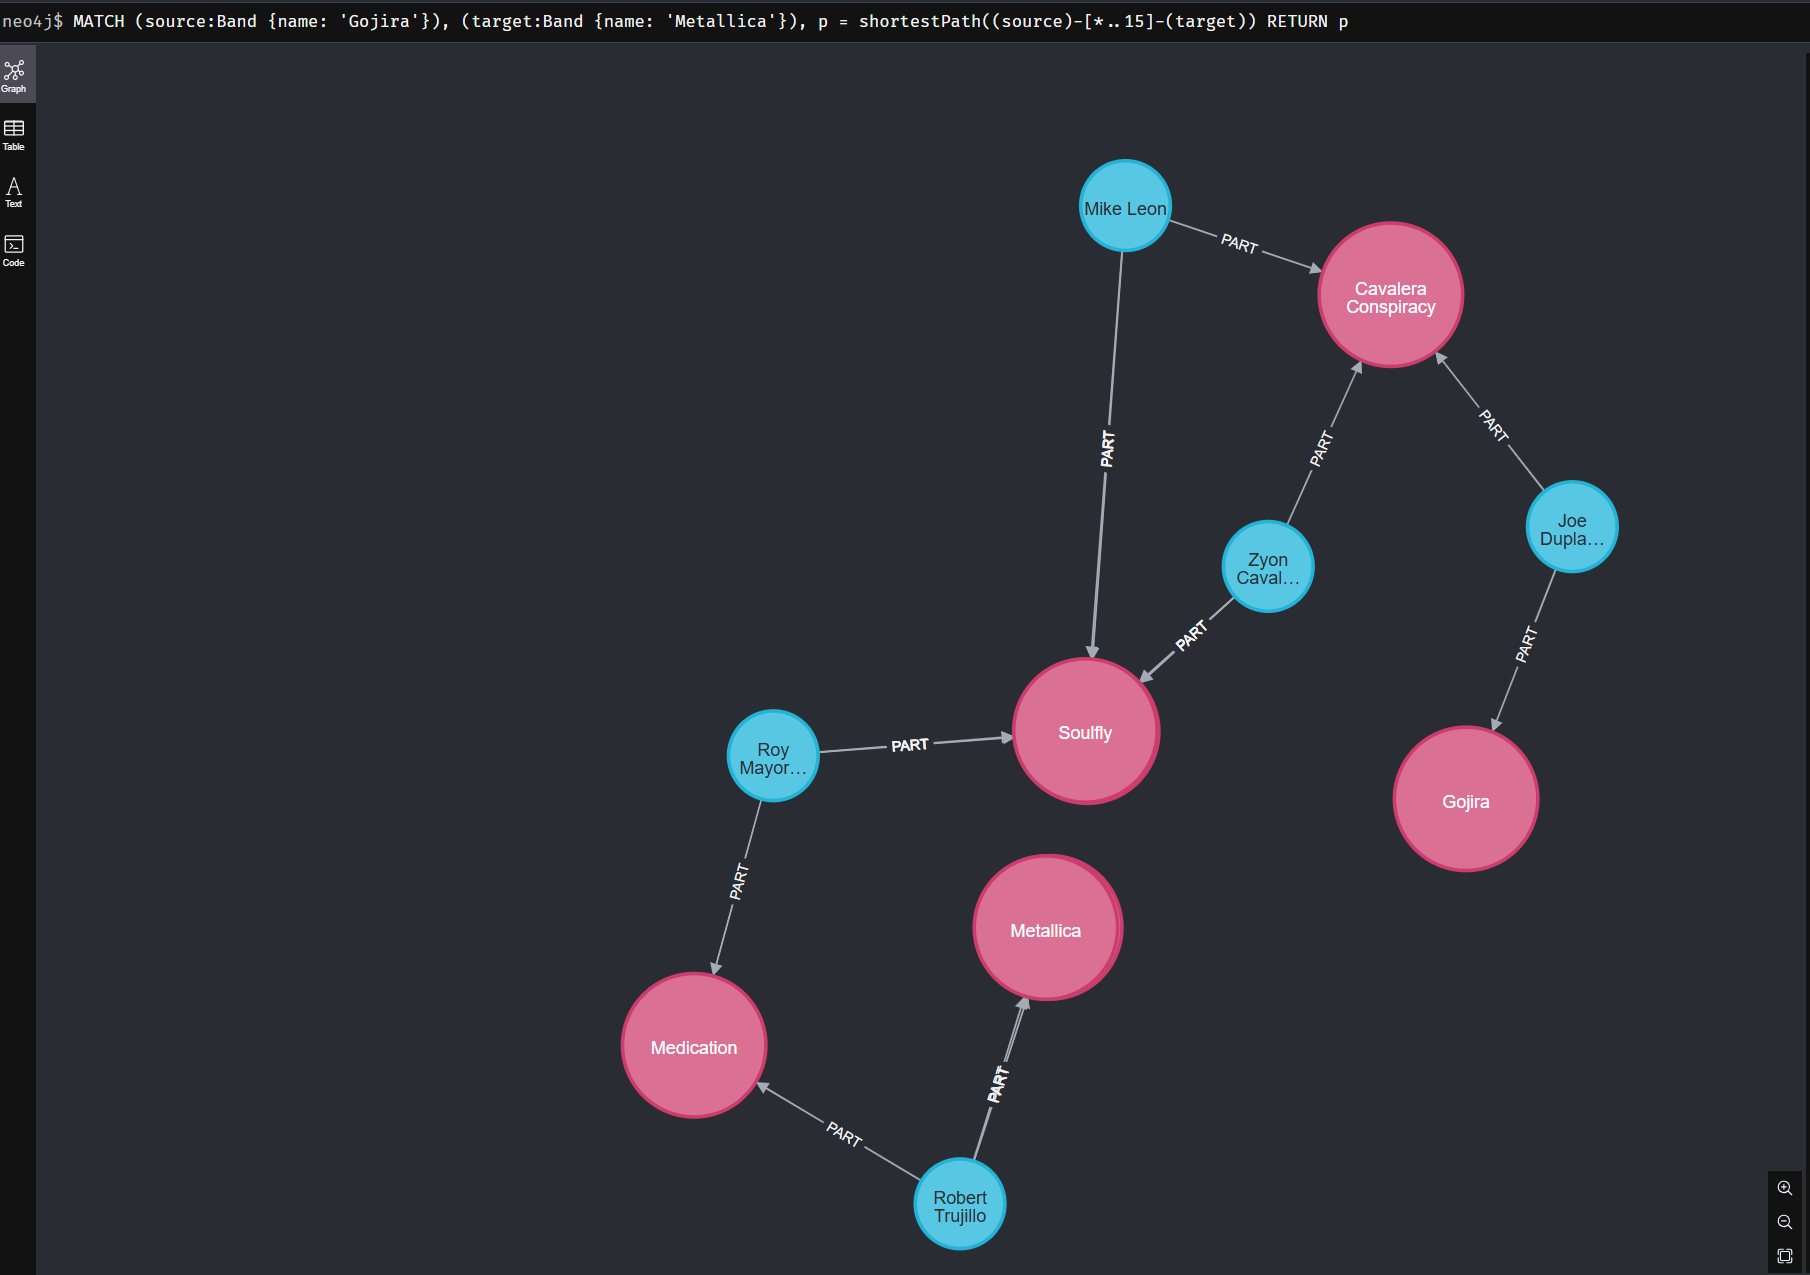 neo4j$ MATCH (source:Band {name: 'Gojira'}), (target:Band {name: 'Metallica'}), p = shortestPath((source)-[*..15]-(target)) RETURN p
Graph
Table
Text
Code
Mike Leon
PART
Cavalera
Conspiracy
PART
PART
PART
Joe
Dupla...
Zyon
Caval...
PART
PART
Soulfly
Roy
Mayor...
PART
Gojira
PART
Metallica
Medication
PART
PART
Robert
Trujillo